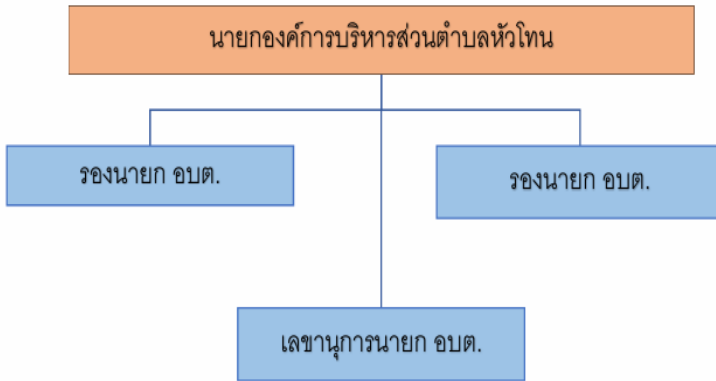 นายกองค์การบริหารส่วนตำบลหัวโทน
รองนายก อบต.
รองนายก อบต.
เลขานุการนายก อบต.